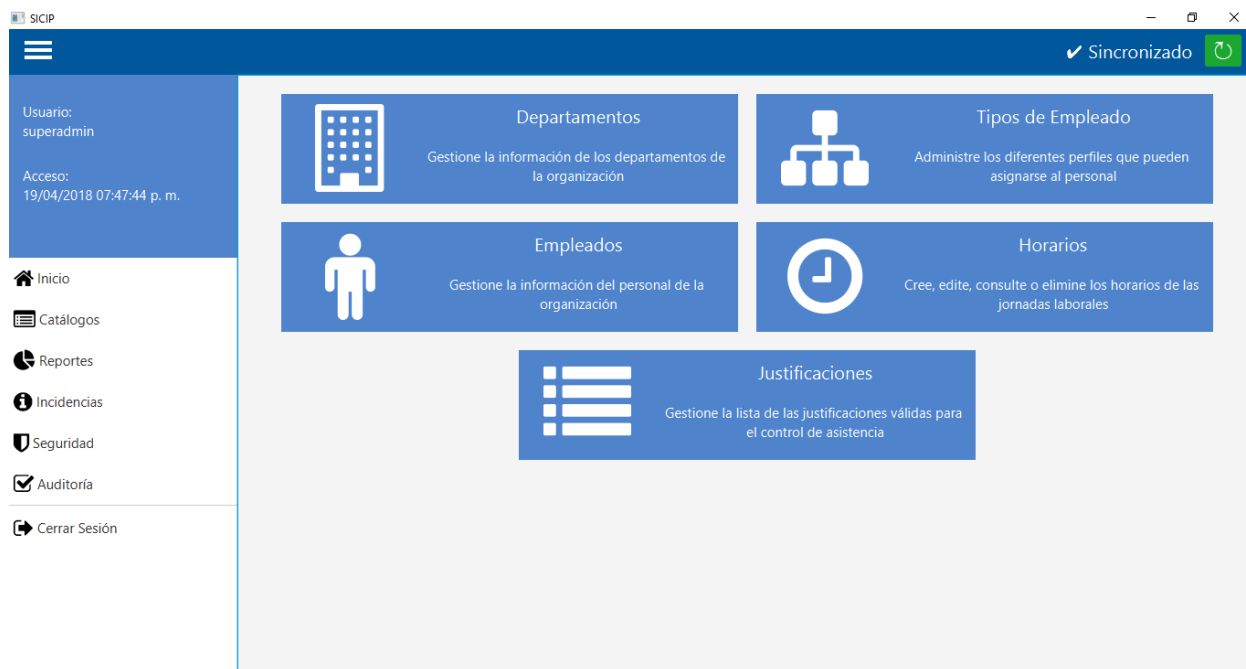 SICIP
✔ Sincronizado
Usuario:
superadmin
Acceso:
19/04/2018 07:47:44 p. m.
Inicio
Catálogos
Reportes
Incidencias
Seguridad
Auditoría
Cerrar Sesión
Departamentos
Gestione la información de los departamentos de
la organización
Tipos de Empleado
Administre los diferentes perfiles que pueden
asignarse al personal
Empleados
Gestione la información del personal de la
organización
Horarios
Cree, edite, consulte o elimine los horarios de las
jornadas laborales
Justificaciones
Gestione la lista de las justificaciones válidas para
el control de asistencia